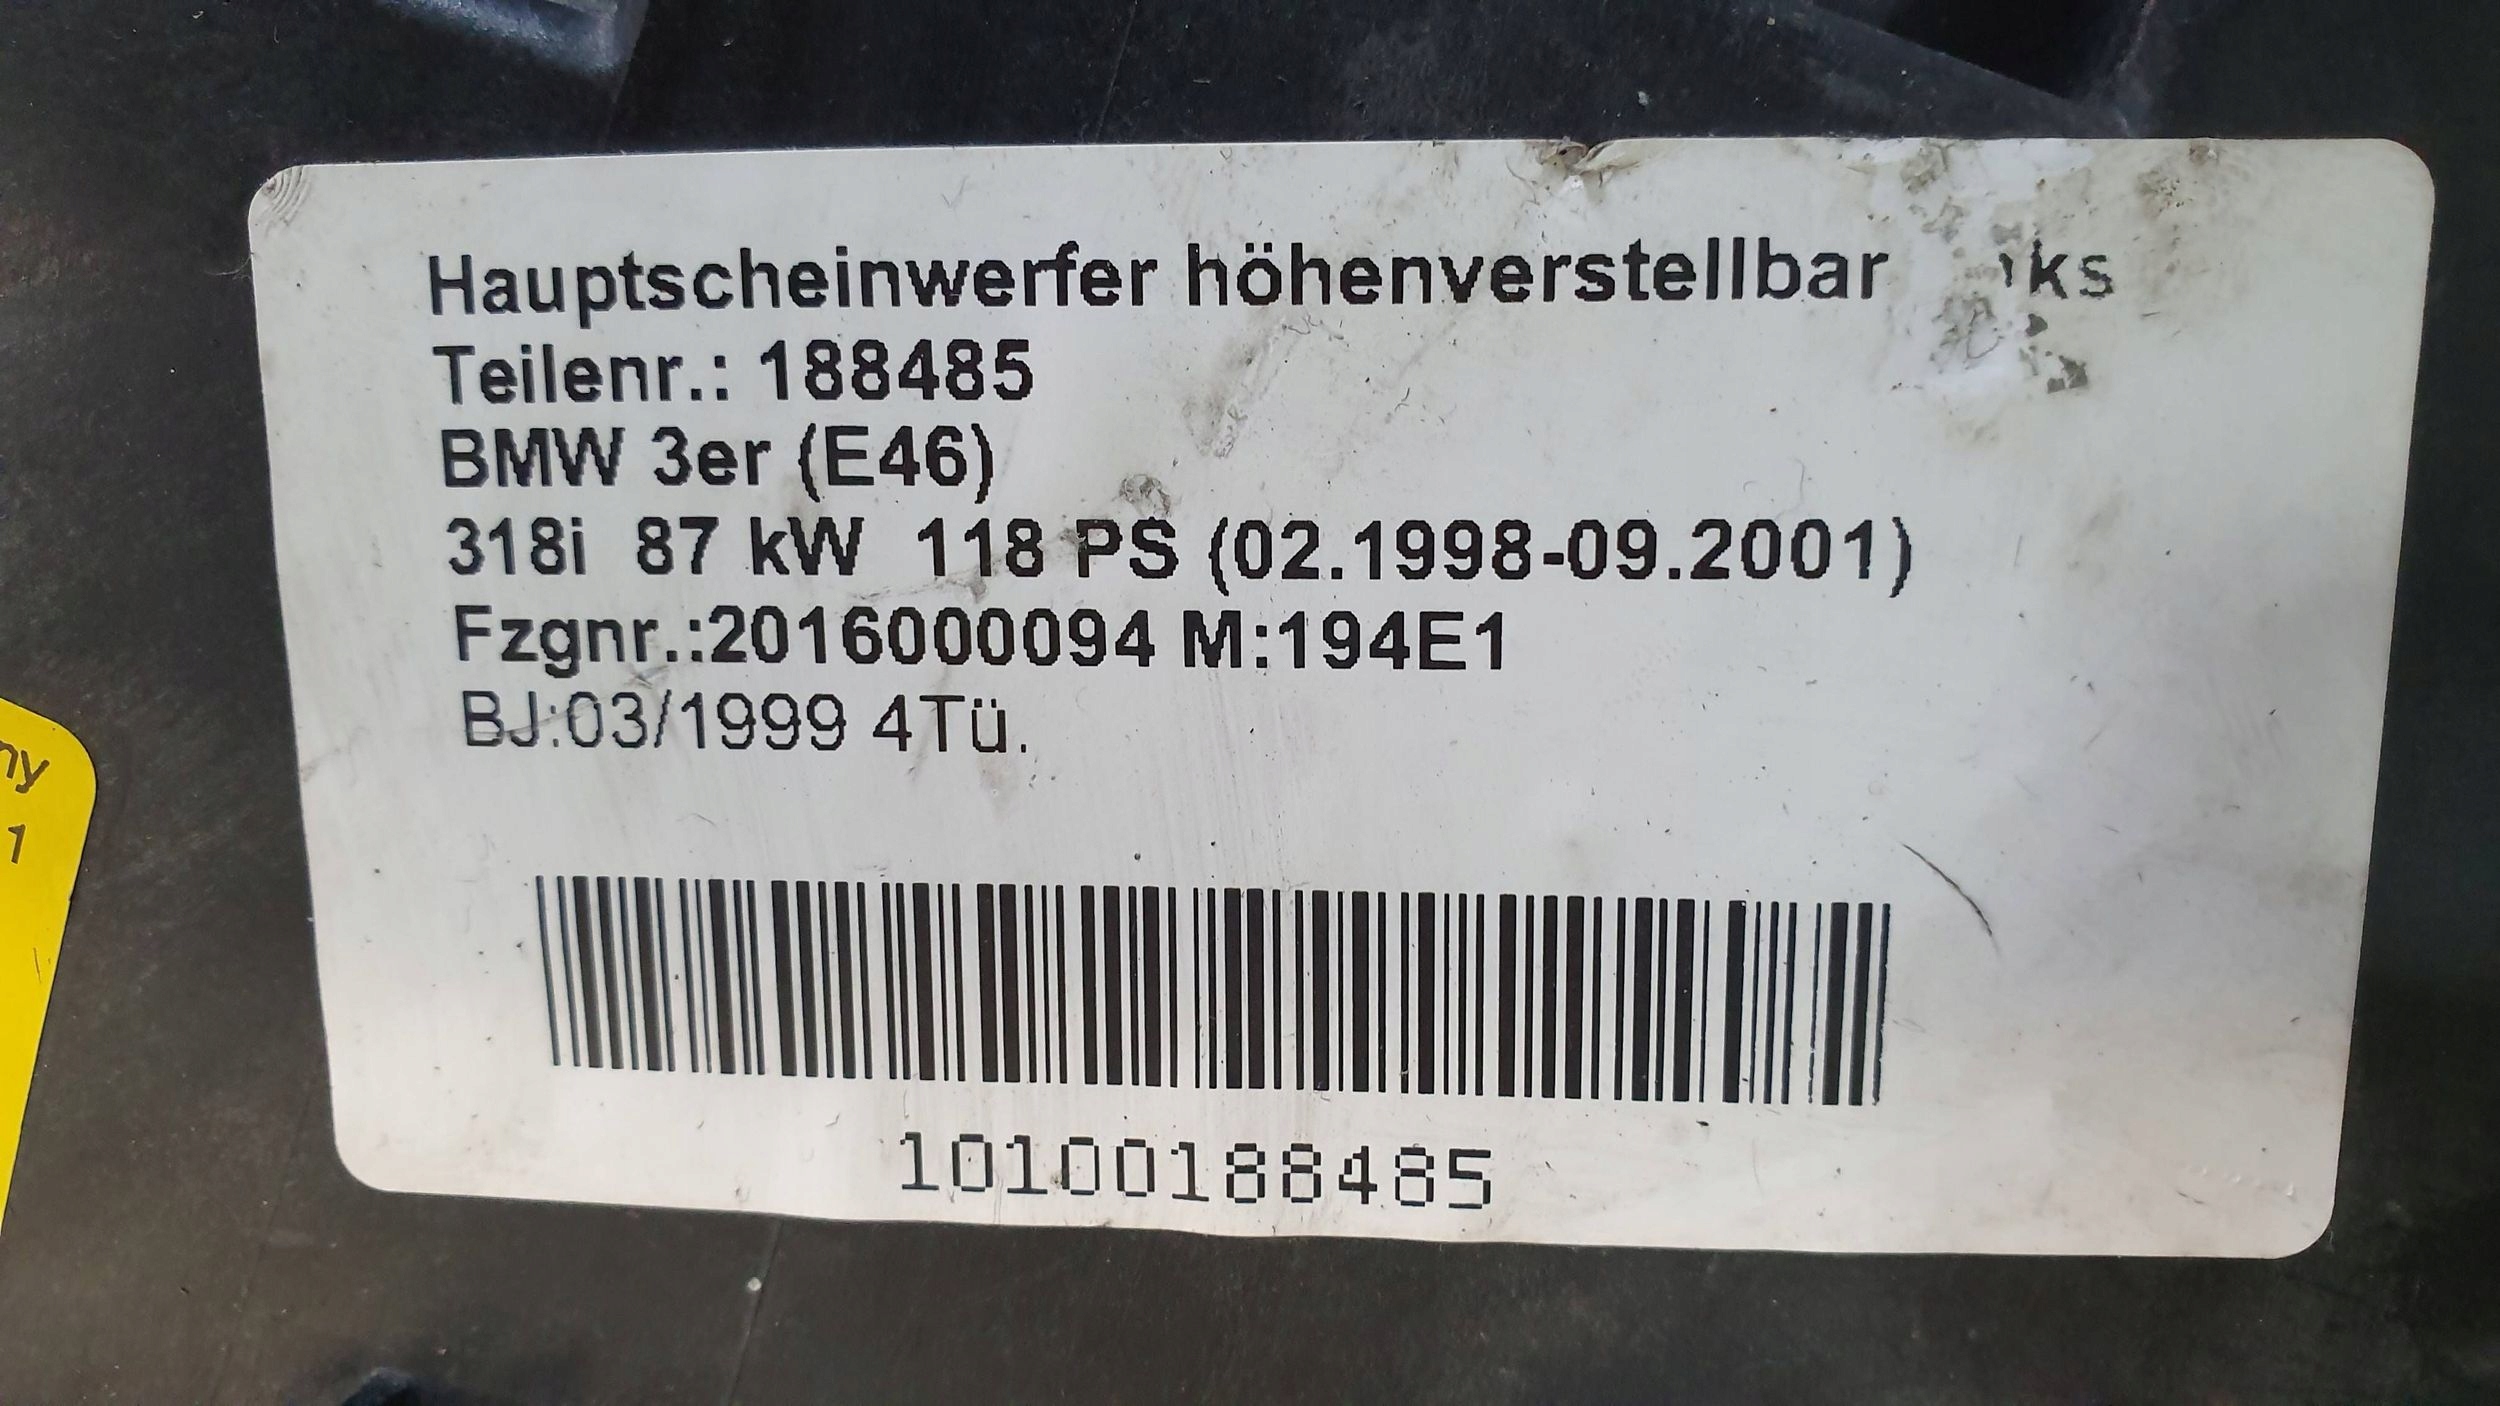 Hauptscheinwerfer höhenverstellbar
Teilenr.: 188485
BMW 3er (E46)
318i 87 kW 118 PS (02.1998-09.2001)
Fzgnr.:2016000094 M:194E1
BJ:03/1999 4Tü.
10100188485
1